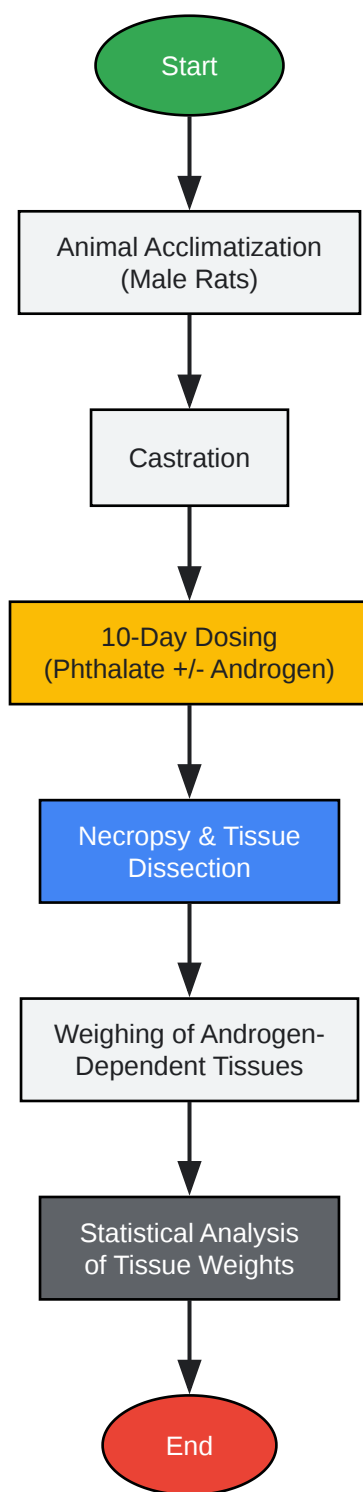 Start
Animal Acclimatization
(Male Rats)
Castration
10-Day Dosing
(Phthalate +/- Androgen)
Necropsy & Tissue
Dissection
Weighing of Androgen-
Dependent Tissues
Statistical Analysis
of Tissue Weights
End